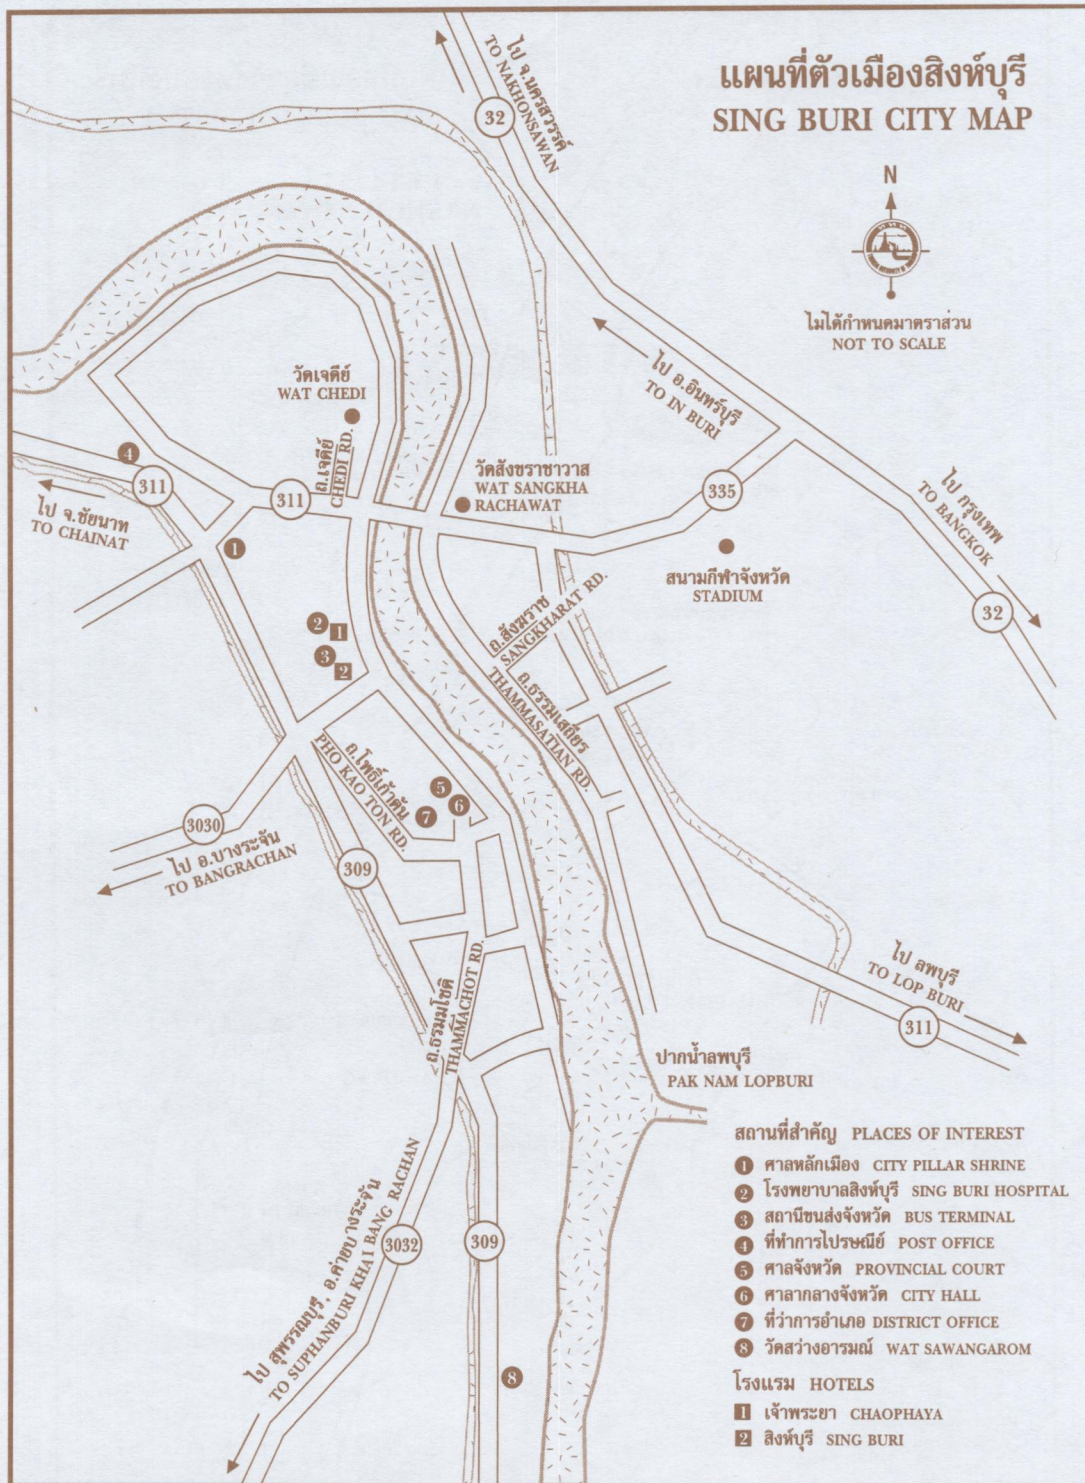 แผนที่ตัวเมืองสิงห์บุรี
SING BURI CITY MAP
N
ไม่ได้กำหนดมาตราส่วน
NOT TO SCALE
ไป จ.นครสวรรค์
TO NAKHONSAWAN
32
ไป อ.อินทร์บุรี
TO IN BURI
วัดเจดีย์
WAT CHEDI
ถ.เจดีย์
CHEDI RD.
4
311
311
ไป จ.ชัยนาท
TO CHAINAT
วัดสังฆราชาวาส
WAT SANGKHA
RACHAWAT
335
ไป กรุงเทพ
TO BANGKOK
1
สนามกีฬาจังหวัด
STADIUM
32
2
1
3
2
ถ.สังฆราช
SANGKHARAT RD.
ถ.ธรรมเสถียร
THAMMASATIAN RD.
ถ.โพธิ์เก้าต้น
PHO KAO TON RD.
5
6
7
3030
ไป อ.บางระจัน
TO BANGRACHAN
309
ถ.ธรรมโชติ
THAMMACHOT RD.
ไป ลพบุรี
TO LOP BURI
311
ปากน้ำลพบุรี
PAK NAM LOPBURI
ไป สุพรรณบุรี, อ.ค่ายบางระจัน
TO SUPHANBURI KHAI BANG RACHAN
3032
309
8
สถานที่สำคัญ PLACES OF INTEREST
1 ศาลหลักเมือง CITY PILLAR SHRINE
2 โรงพยาบาลสิงห์บุรี SING BURI HOSPITAL
3 สถานีขนส่งจังหวัด BUS TERMINAL
4 ที่ทำการไปรษณีย์ POST OFFICE
5 ศาลจังหวัด PROVINCIAL COURT
6 ศาลากลางจังหวัด CITY HALL
7 ที่ว่าการอำเภอ DISTRICT OFFICE
8 วัดสว่างอารมณ์ WAT SAWANGAROM
โรงแรม HOTELS
1 เจ้าพระยา CHAOPHAYA
2 สิงห์บุรี SING BURI